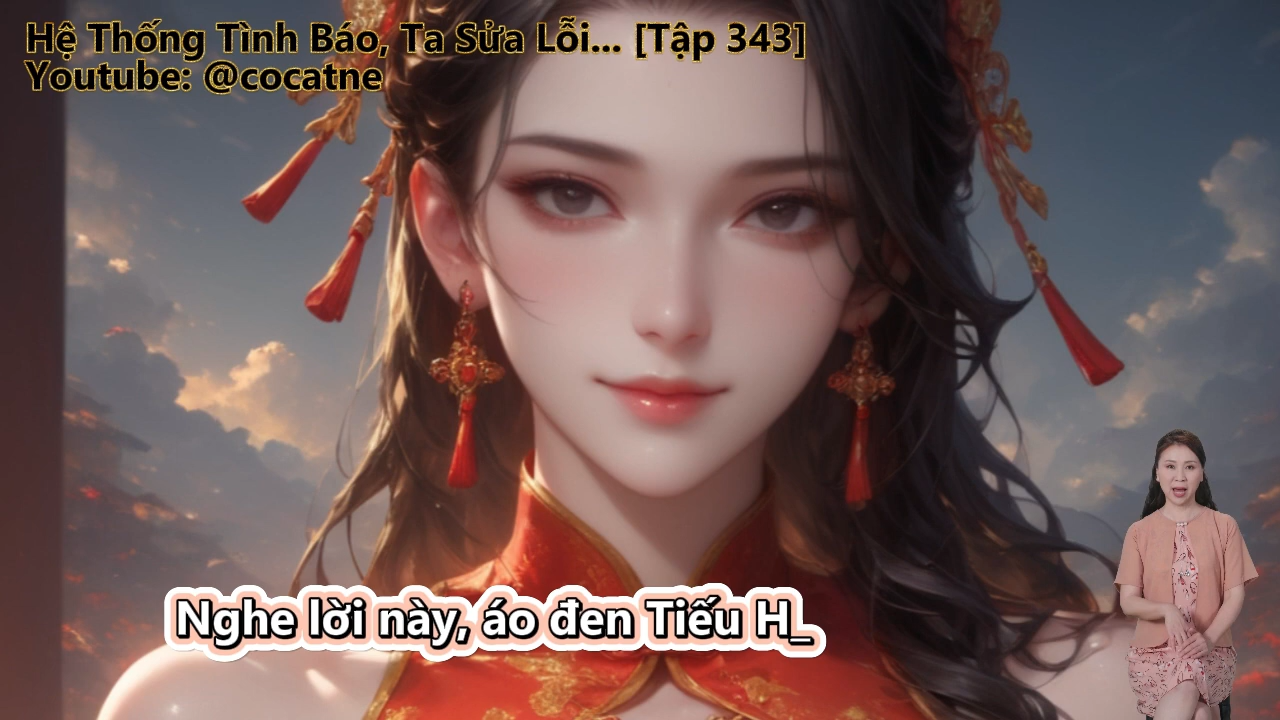 Hệ Thống Tình Báo, Ta Sửa Lỗi... [Tập 343]
Youtube: @cocatne
Nghe lời này, áo đen Tiếu H_